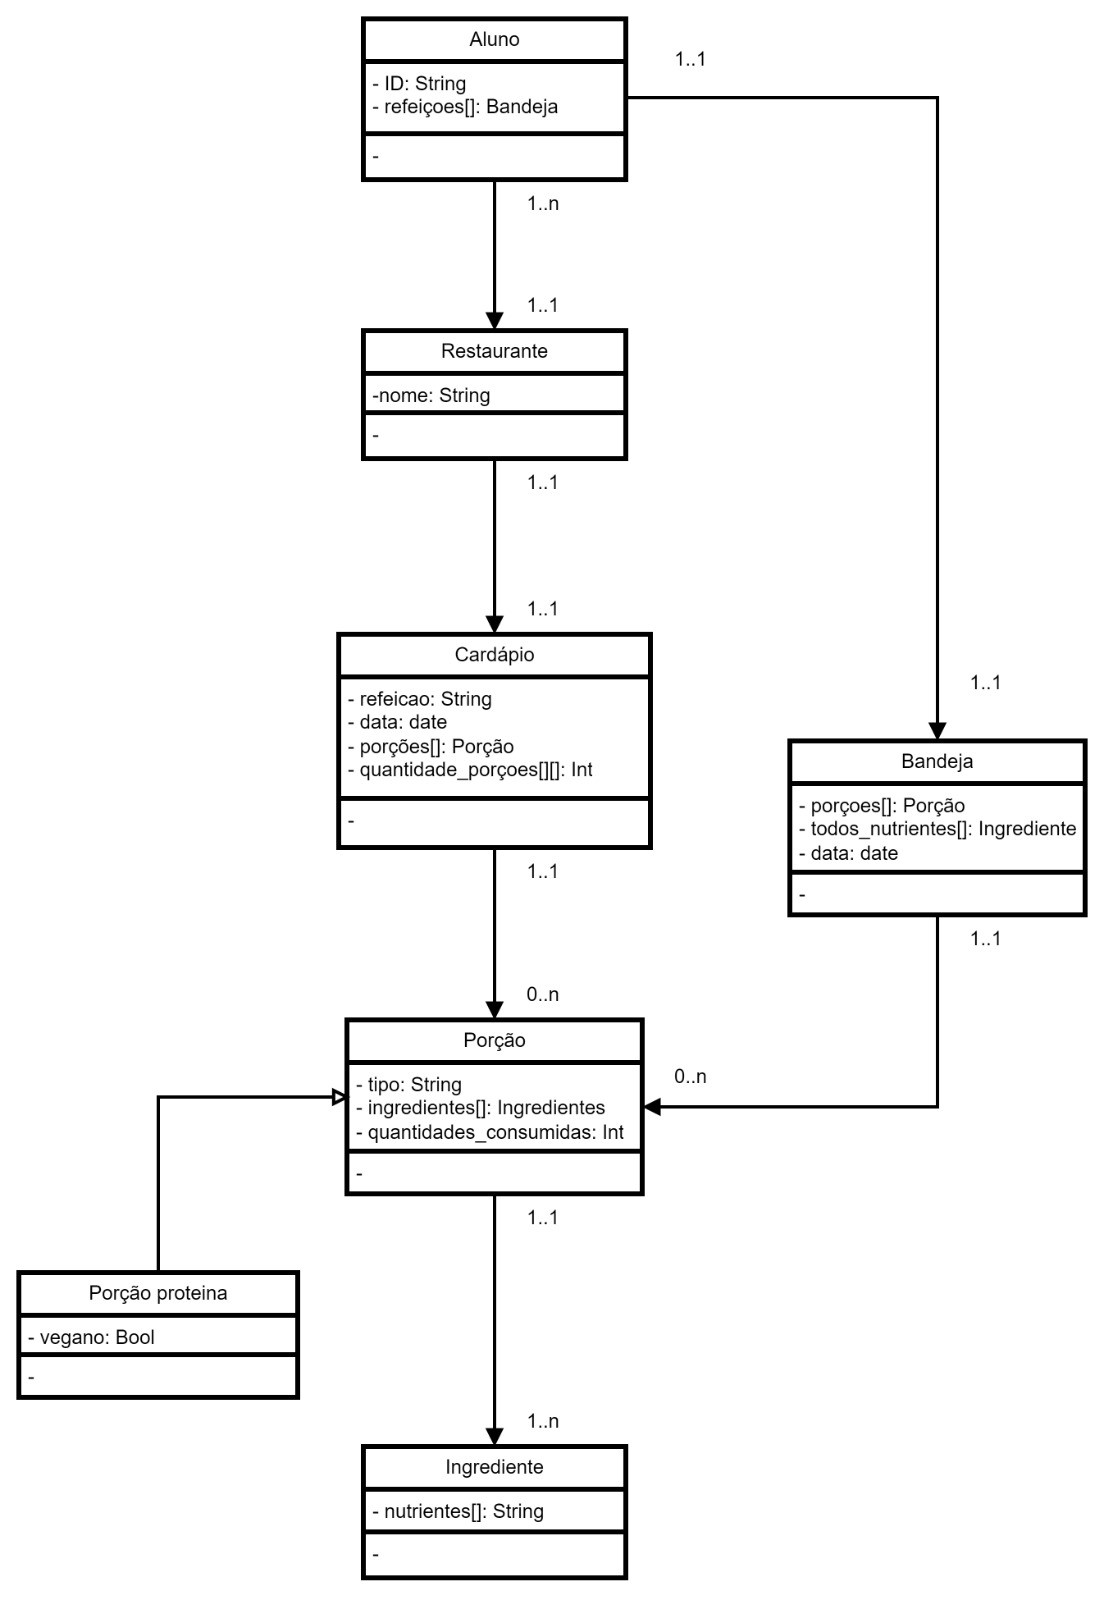 Aluno
- ID: String
- refeiçoes[]: Bandeja
-
1..1
1..n
1..1
Restaurante
-nome: String
-
1..1
1..1
Cardápio
- refeicao: String
- data: date
- porções[]: Porção
- quantidade_porçoes[][]: Int
-
1..1
1..1
Bandeja
- porçoes[]: Porção
- todos_nutrientes[]: Ingrediente
- data: date
-
1..1
0..n
0..n
Porção
- tipo: String
- ingredientes[]: Ingredientes
- quantidades_consumidas: Int
-
1..1
Porção proteina
- vegano: Bool
-
1..n
Ingrediente
- nutrientes[]: String
-